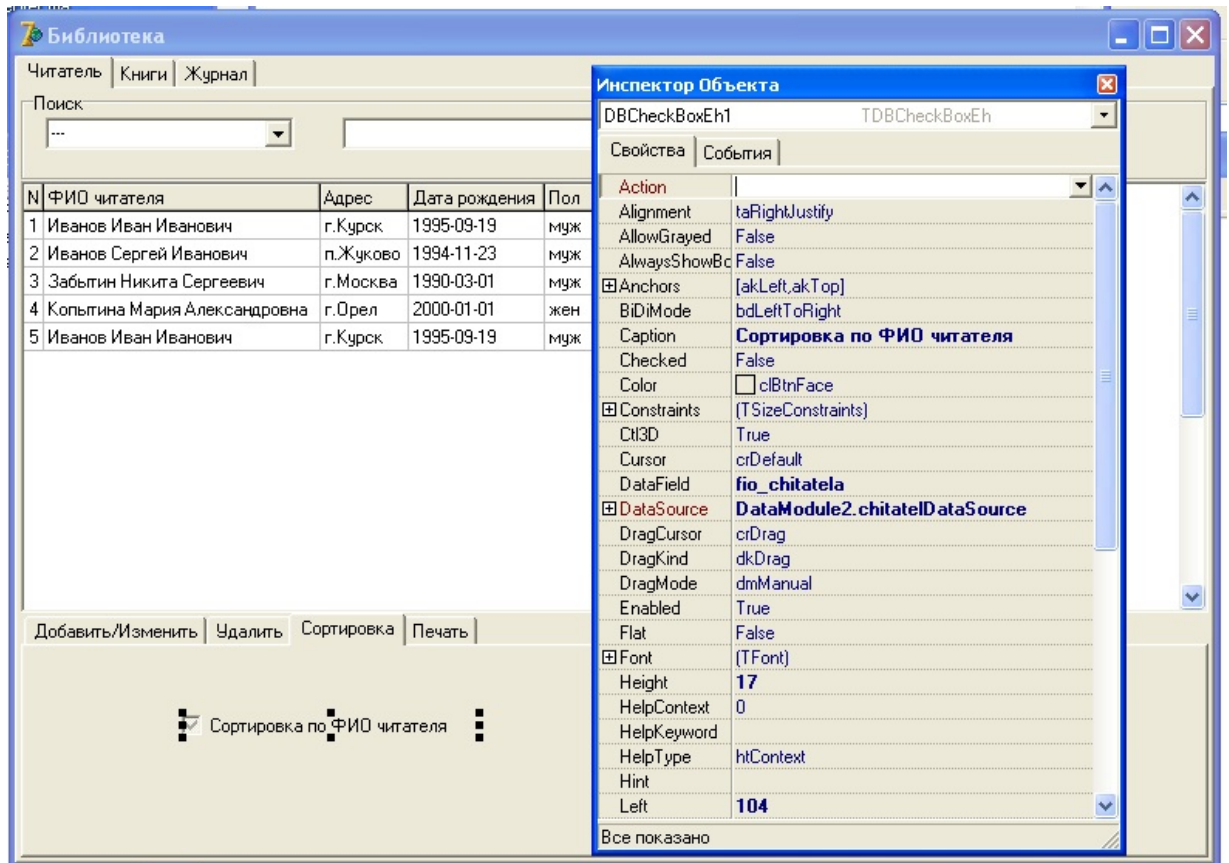 Библиотека
Читатель Книги Журнал
Поиск
---
N ФИО читателя Адрес Дата рождения Пол
1 Иванов Иван Иванович г.Курск 1995-09-19 муж
2 Иванов Сергей Иванович п.Жуково 1994-11-23 муж
3 Забытин Никита Сергеевич г.Москва 1990-03-01 муж
4 Копытина Мария Александровна г.Орел 2000-01-01 жен
5 Иванов Иван Иванович г.Курск 1995-09-19 муж
Добавить/Изменить Удалить Сортировка Печать
Сортировка по ФИО читателя
Инспектор Объекта
DBCheckBoxEh1 TDBCheckBoxEh
Свойства События
Action
Alignment taRightJustify
AllowGrayed False
AlwaysShowBo False
Anchors [akLeft,akTop]
BiDiMode bdLeftToRight
Caption Сортировка по ФИО читателя
Checked False
Color clBtnFace
Constraints (TSizeConstraints)
Ctl3D True
Cursor crDefault
DataField fio_chitatela
DataSource DataModule2.chitatelDataSource
DragCursor crDrag
DragKind dkDrag
DragMode dmManual
Enabled True
Flat False
Font (TFont)
Height 17
HelpContext 0
HelpKeyword
HelpType htContext
Hint
Left 104
Все показано